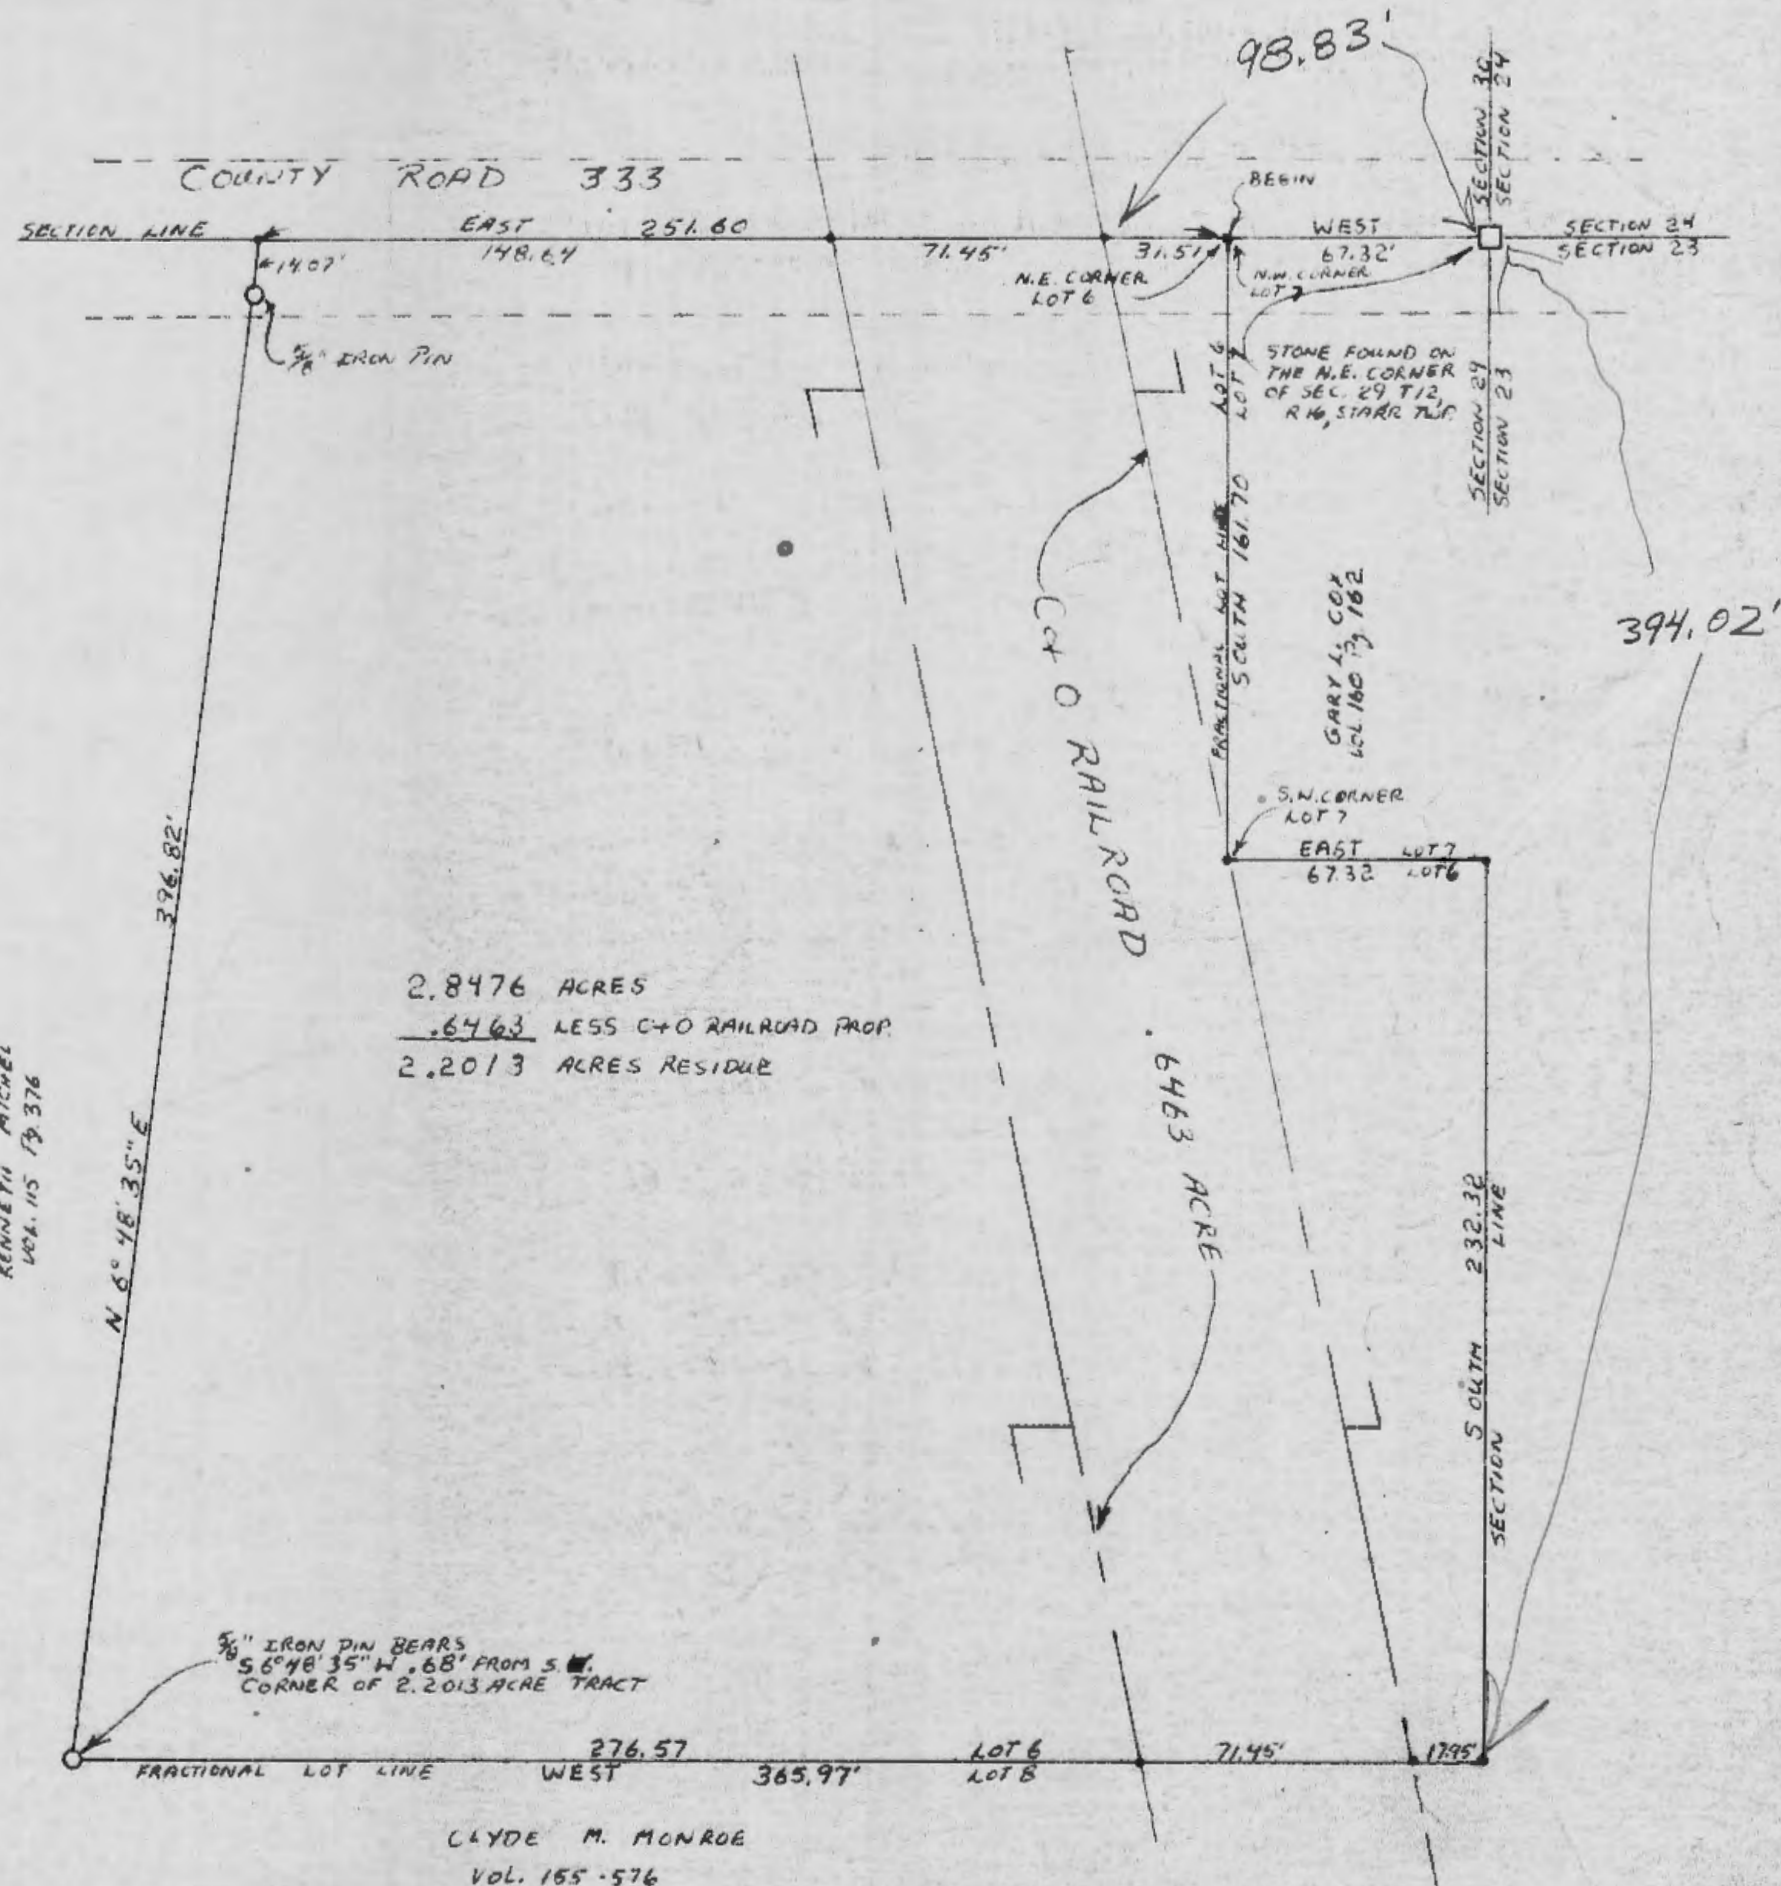 98.83'
SECTION 30
SECTION 24
COUNTY ROAD 333
BEGIN
SECTION LINE
EAST 251.60
148.64
71.45'
31.51
WEST
67.32'
SECTION 24
SECTION 23
14.07'
N.E. CORNER
LOT 6
N.W. CORNER
LOT 7
5/8" IRON PIN
LOT 6
LOT 7
STONE FOUND ON
THE N.E. CORNER
OF SEC. 29, T12,
R16, STARR TWP.
SECTION 29
SECTION 23
FRACTIONAL LOT LINE
SOUTH 161.70
GARY L. COX
VOL. 160 Pg. 162
394.02'
C+O RAILROAD
.6463 ACRE
S.W. CORNER
LOT 7
EAST LOT 7
67.32 LOT 6
396.82'
N 6° 48' 35" E
2.8476 ACRES
.6463 LESS C+O RAILROAD PROP.
2.2013 ACRES RESIDUE
KENNETH
VOL. 115 Pg. 376
SOUTH 232.32
SECTION LINE
5/8" IRON PIN BEARS
S 6° 48' 35" W .68' FROM S.W.
CORNER OF 2.2013 ACRE TRACT
276.57
LOT 6
71.45'
17.95'
FRACTIONAL LOT LINE
WEST 365.97'
LOT 8
CLYDE M. MONROE
VOL. 155 - 576